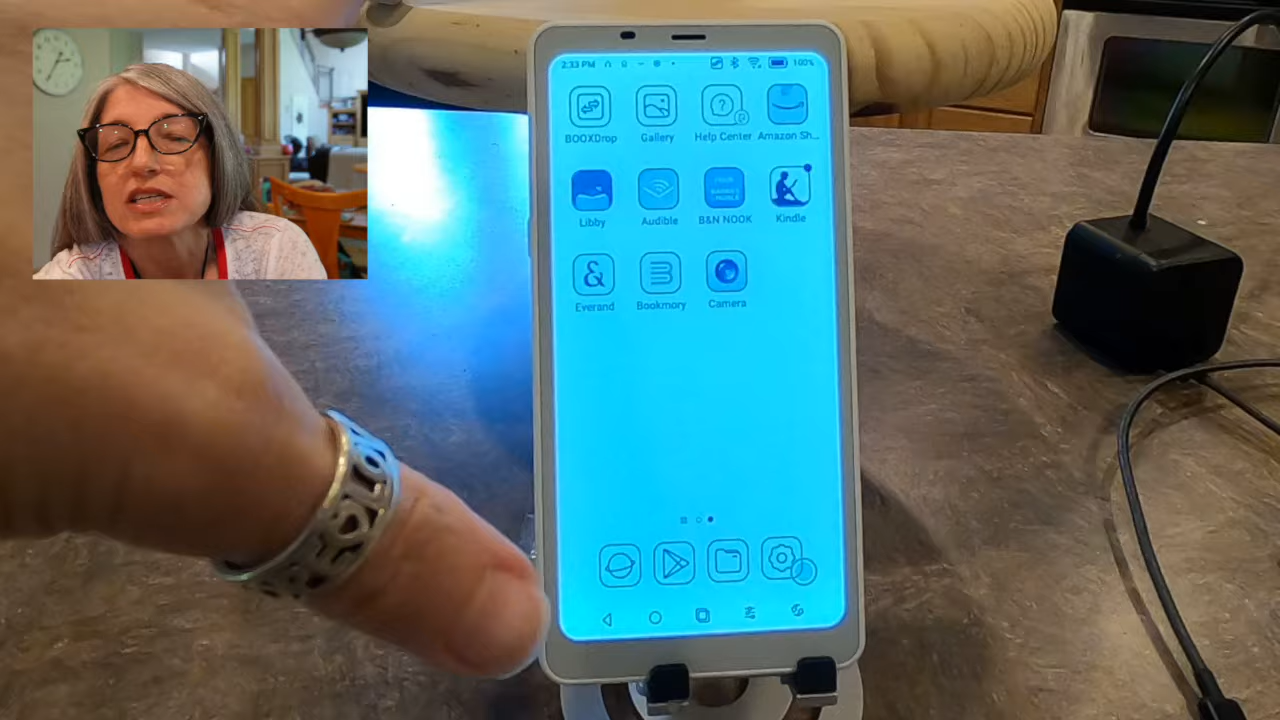 2:33 PM 100%
BOOXDrop Gallery Help Center Amazon Sh...
Libby Audible B&N NOOK Kindle
Everand Bookmory Camera